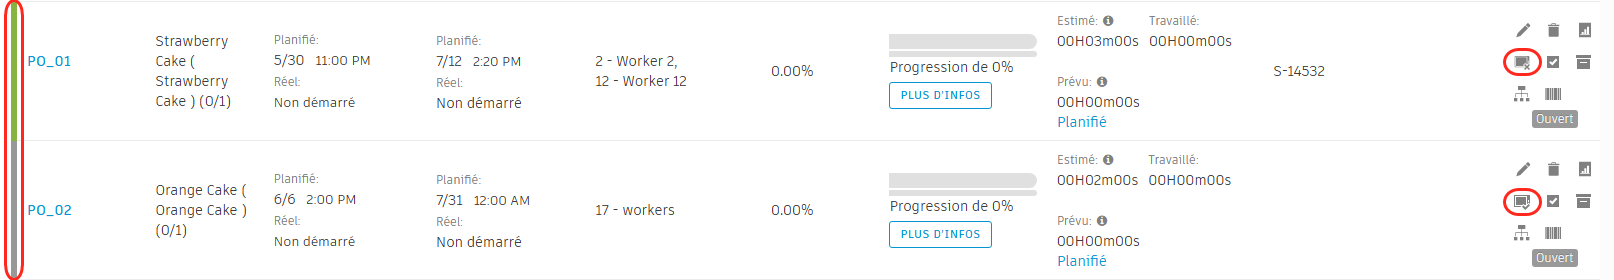 PO_01
Strawberry
Cake (
Strawberry
Cake ) (0/1)
Planifié:
5/30 11:00 PM
Réel:
Non démarré
Planifié:
7/12 2:20 PM
Réel:
Non démarré
2 - Worker 2,
12 - Worker 12
0.00%
Progression de 0%
PLUS D'INFOS
Estimé: Travaillé:
00H03m00s 00H00m00s
Prévu:
00H00m00s
Planifié
S-14532
Ouvert
PO_02
Orange Cake (
Orange Cake )
(0/1)
Planifié:
6/6 2:00 PM
Réel:
Non démarré
Planifié:
7/31 12:00 AM
Réel:
Non démarré
17 - workers
0.00%
Progression de 0%
PLUS D'INFOS
Estimé: Travaillé:
00H02m00s 00H00m00s
Prévu:
00H00m00s
Planifié
Ouvert